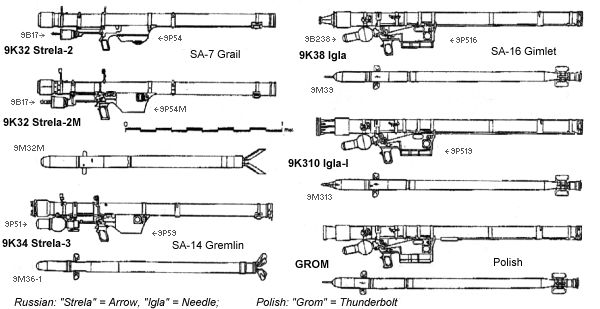 9B17
9P54
9K32 Strela-2
SA-7 Grail
9B17
9P54M
9K32 Strela-2M
0
1
Meter
9M32M
9P51
9P59
9K34 Strela-3
SA-14 Gremlin
9M36-1
9B238
9P516
9K38 Igla
SA-16 Gimlet
9M39
9P519
9K310 Igla-I
9M313
GROM
Polish
Russian: "Strela" = Arrow, "Igla" = Needle;
Polish: "Grom" = Thunderbolt